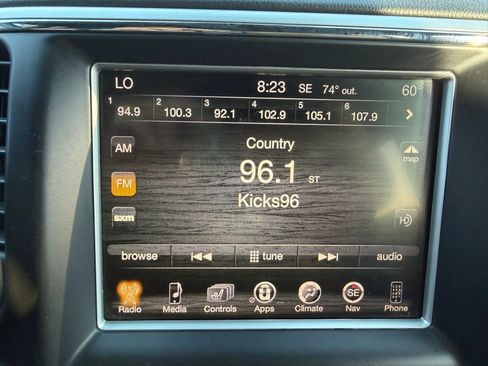 LO 8:23 SE 74° out. 60°
1 94.9 2 100.3 3 92.1 4 102.9 5 105.1 6 107.9
AM Country map
FM 96.1 ST
sxm Kicks96 HD
browse tune audio
Radio Media Controls Apps Climate SE Nav Phone